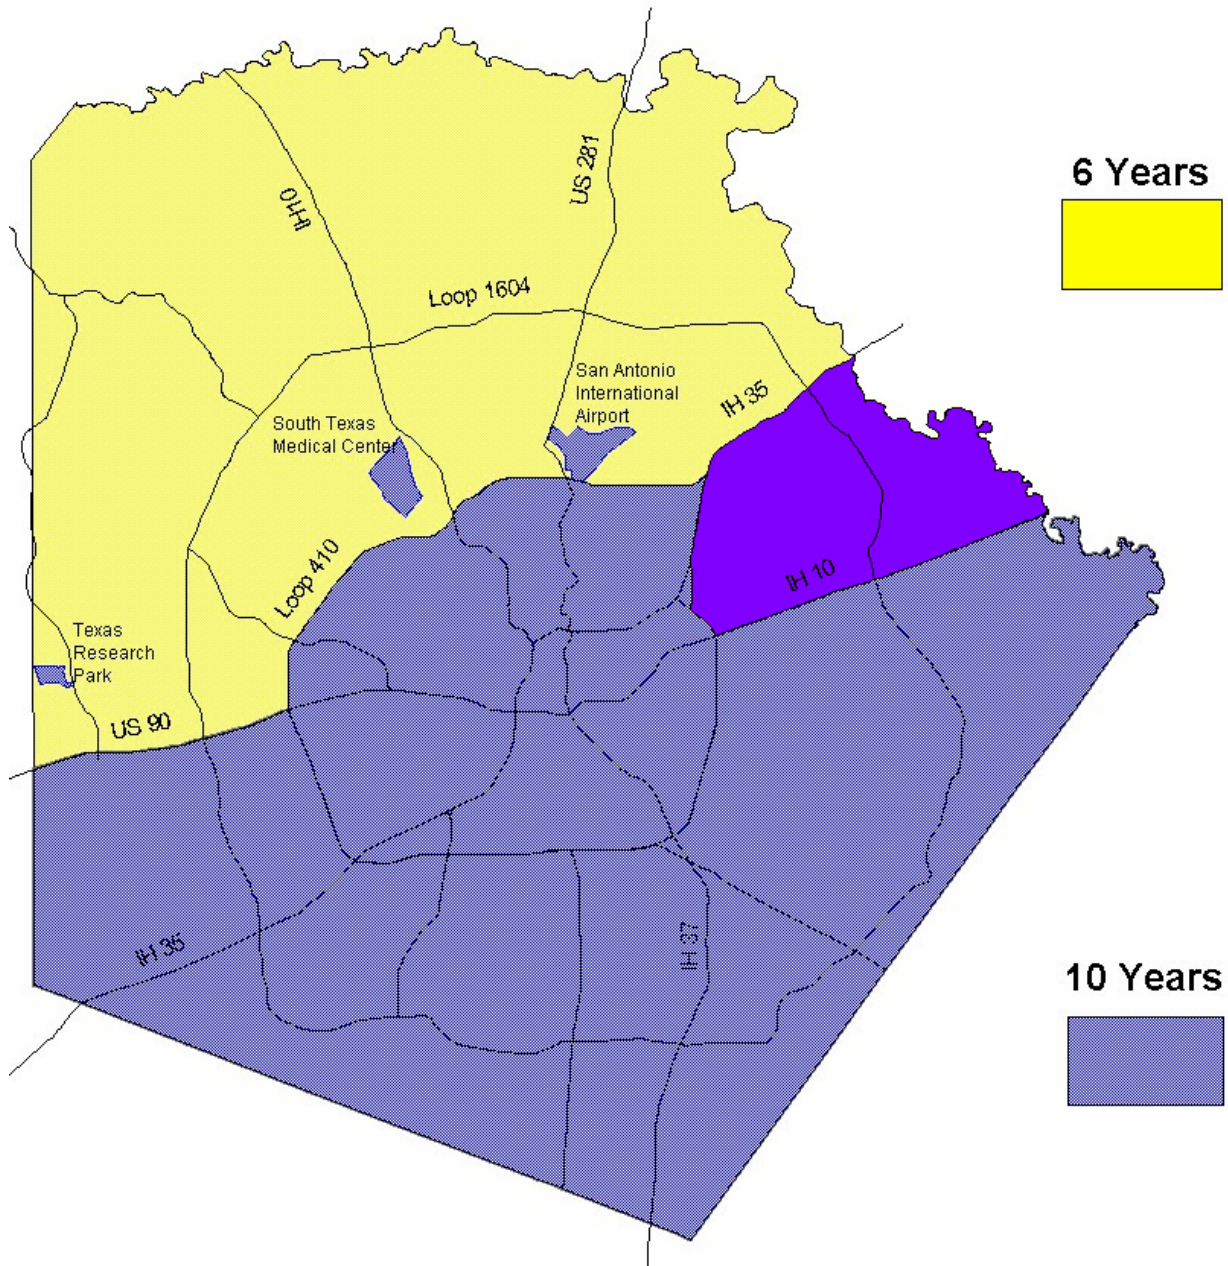 6 Years
US 281
IH10
Loop 1604
San Antonio
International
Airport
IH 35
South Texas
Medical Center
Loop 410
IH 10
Texas
Research
Park
US 90
IH 35
IH 37
10 Years